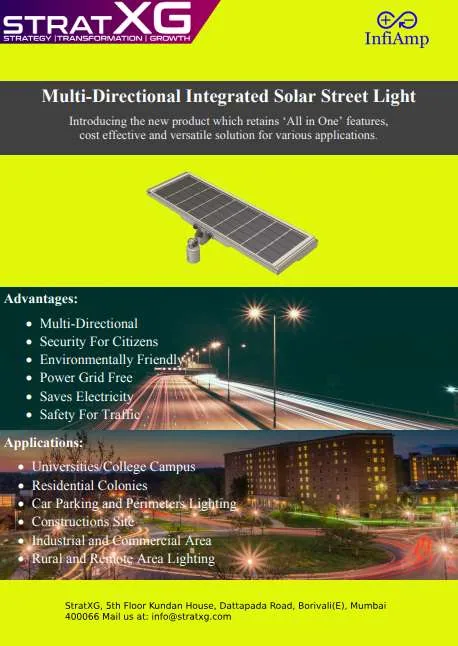 STRATXG
STRATEGY |TRANSFORMATION | GROWTH
InfiAmp
Multi-Directional Integrated Solar Street Light
Introducing the new product which retains ‘All in One’ features,
cost effective and versatile solution for various applications.
Advantages:
• Multi-Directional
• Security For Citizens
• Environmentally Friendly
• Power Grid Free
• Saves Electricity
• Safety For Traffic
Applications:
• Universities/College Campus
• Residential Colonies
• Car Parking and Perimeters Lighting
• Constructions Site
• Industrial and Commercial Area
• Rural and Remote Area Lighting
StratXG, 5th Floor Kundan House, Dattapada Road, Borivali(E), Mumbai
400066 Mail us at: info@stratxg.com